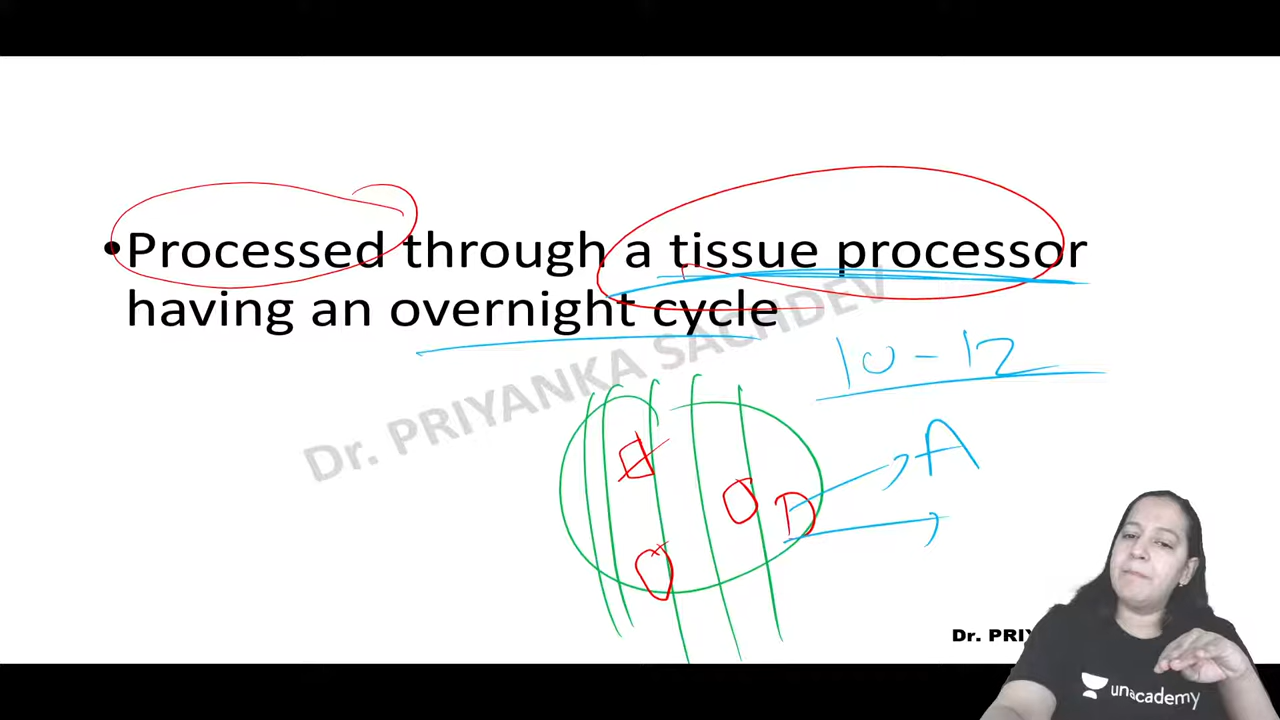 •Processed through a tissue processor
having an overnight cycle
Dr. PRIYANKA SACHDEV
10-12
A
D
Dr. PRIY
unacademy